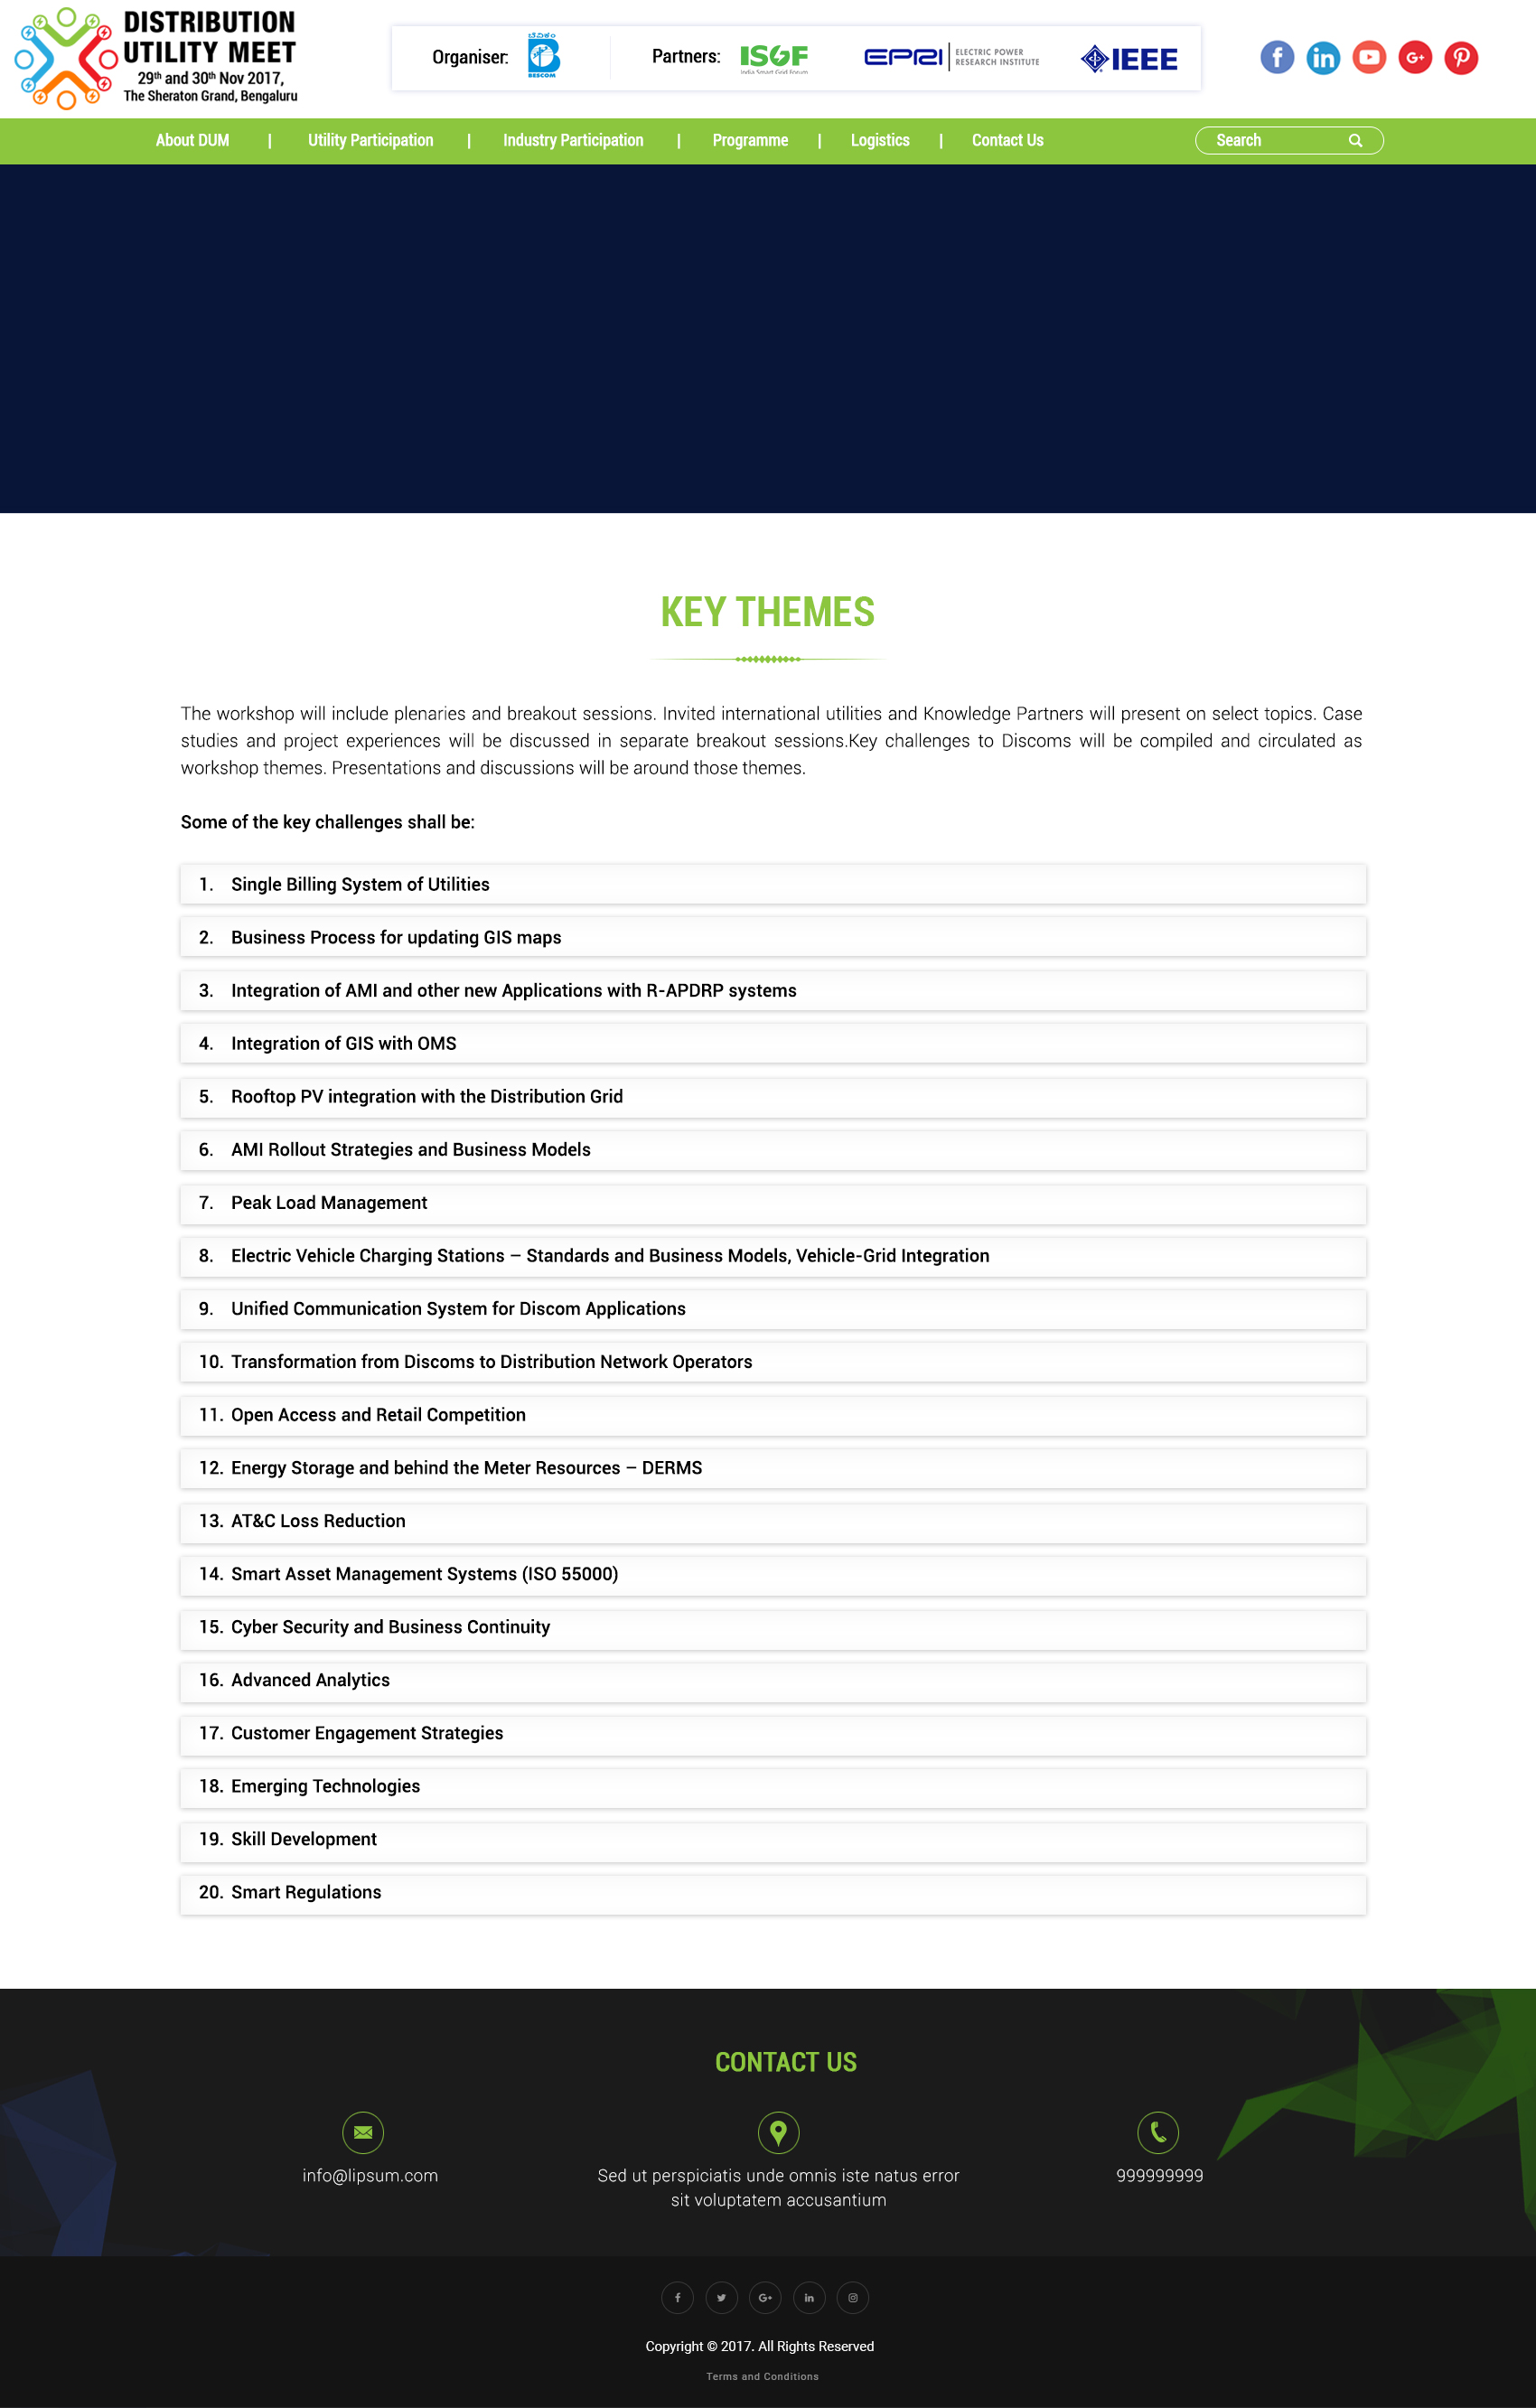 DISTRIBUTION
UTILITY MEET
29th and 30th Nov 2017,
The Sheraton Grand, Bengaluru
Organiser:
ಬೆವಿಕಂ
BESCOM
Partners:
ISGF
India Smart Grid Forum
EPRI
ELECTRIC POWER
RESEARCH INSTITUTE
IEEE
About DUM | Utility Participation | Industry Participation | Programme | Logistics | Contact Us
Search
KEY THEMES
The workshop will include plenaries and breakout sessions. Invited international utilities and Knowledge Partners will present on select topics. Case
studies and project experiences will be discussed in separate breakout sessions.Key challenges to Discoms will be compiled and circulated as
workshop themes. Presentations and discussions will be around those themes.
Some of the key challenges shall be:
1. Single Billing System of Utilities
2. Business Process for updating GIS maps
3. Integration of AMI and other new Applications with R-APDRP systems
4. Integration of GIS with OMS
5. Rooftop PV integration with the Distribution Grid
6. AMI Rollout Strategies and Business Models
7. Peak Load Management
8. Electric Vehicle Charging Stations – Standards and Business Models, Vehicle-Grid Integration
9. Unified Communication System for Discom Applications
10. Transformation from Discoms to Distribution Network Operators
11. Open Access and Retail Competition
12. Energy Storage and behind the Meter Resources – DERMS
13. AT&C Loss Reduction
14. Smart Asset Management Systems (ISO 55000)
15. Cyber Security and Business Continuity
16. Advanced Analytics
17. Customer Engagement Strategies
18. Emerging Technologies
19. Skill Development
20. Smart Regulations
CONTACT US
info@lipsum.com
Sed ut perspiciatis unde omnis iste natus error
sit voluptatem accusantium
999999999
Copyright © 2017. All Rights Reserved
Terms and Conditions